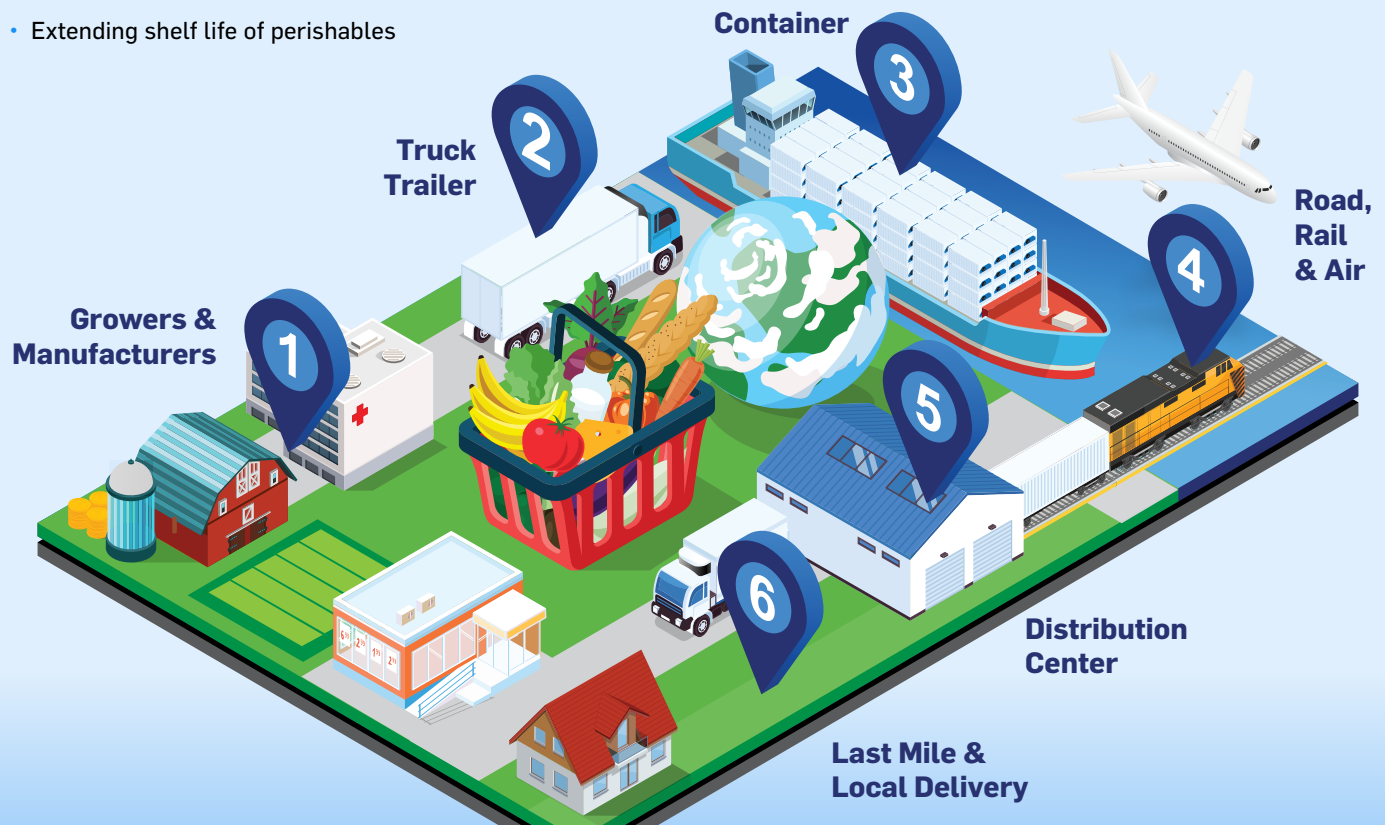 • Extending shelf life of perishables
Container
3
2
Truck
Trailer
Road,
Rail
& Air
4
Growers &
Manufacturers
1
5
6
Distribution
Center
Last Mile &
Local Delivery